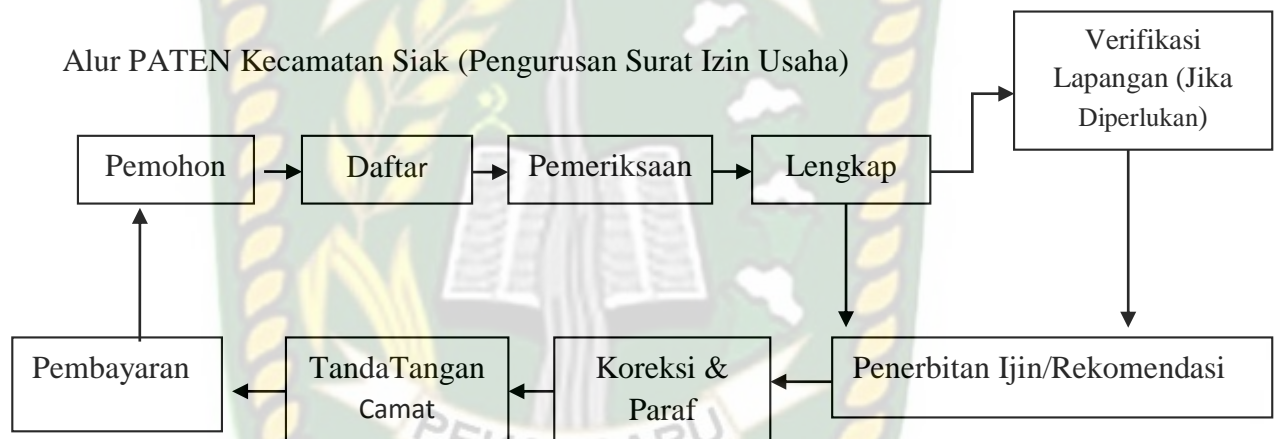 Alur PATEN Kecamatan Siak (Pengurusan Surat Izin Usaha)
Verifikasi
Lapangan (Jika
Diperlukan)
Pemohon
Daftar
Pemeriksaan
Lengkap
Pembayaran
TandaTangan
Camat
Koreksi &
Paraf
Penerbitan Ijin/Rekomendasi